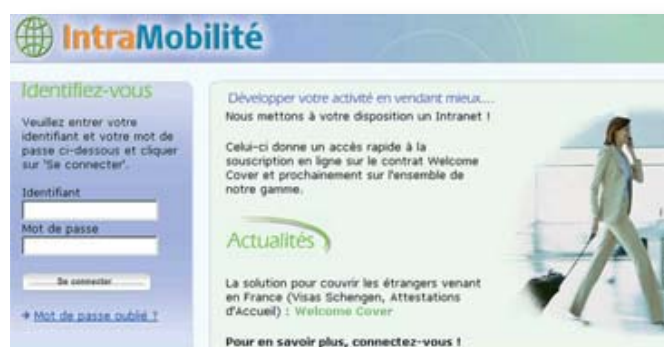 IntraMobilité
Identifiez-vous
Veuillez entrer votre
identifiant et votre mot de
passe ci-dessous et cliquer
sur 'Se connecter'.
Identifiant
Mot de passe
Se connecter
Mot de passe oublié ?
Développer votre activité en vendant mieux...
Nous mettons à votre disposition un Intranet !
Celui-ci donne un accès rapide à la
souscription en ligne sur le contrat Welcome
Cover et prochainement sur l'ensemble de
notre gamme.
Actualités
La solution pour couvrir les étrangers venant
en France (Visas Schengen, Attestations
d'Accueil) : Welcome Cover
Pour en savoir plus, connectez-vous !